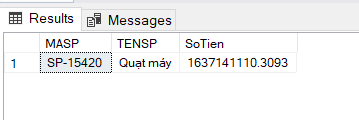 Results Messages
MASP TENSP SoTien
1 SP-15420 Quạt máy 1637141110.3093